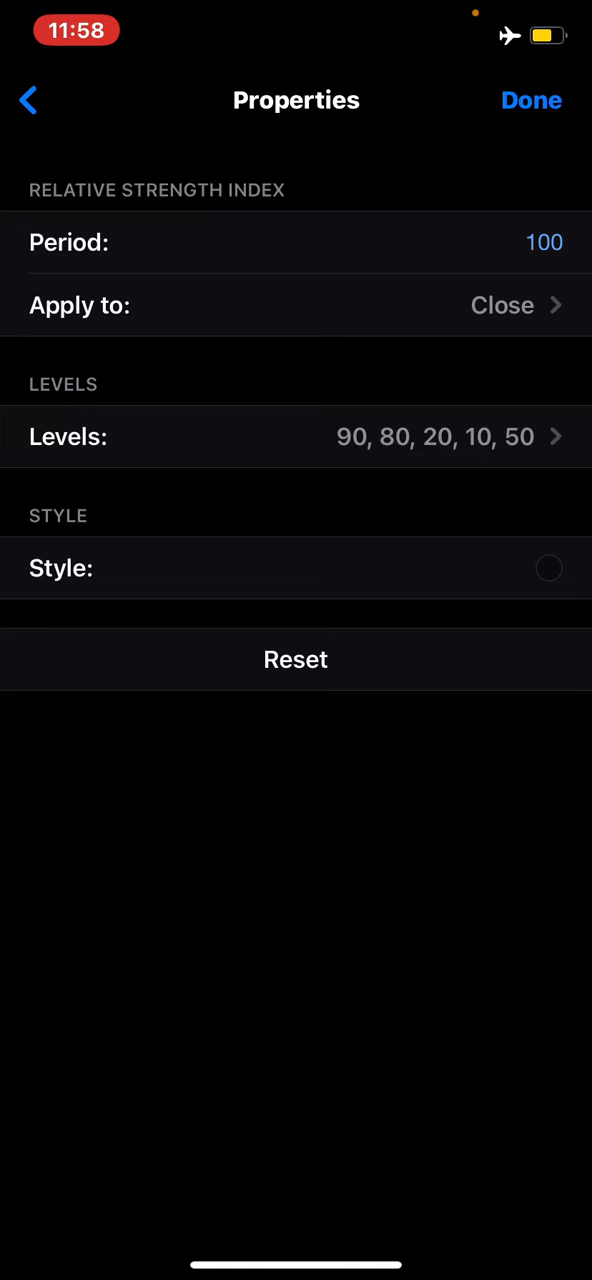 11:58
Properties
Done
RELATIVE STRENGTH INDEX
Period: 100
Apply to: Close
LEVELS
Levels: 90, 80, 20, 10, 50
STYLE
Style:
Reset